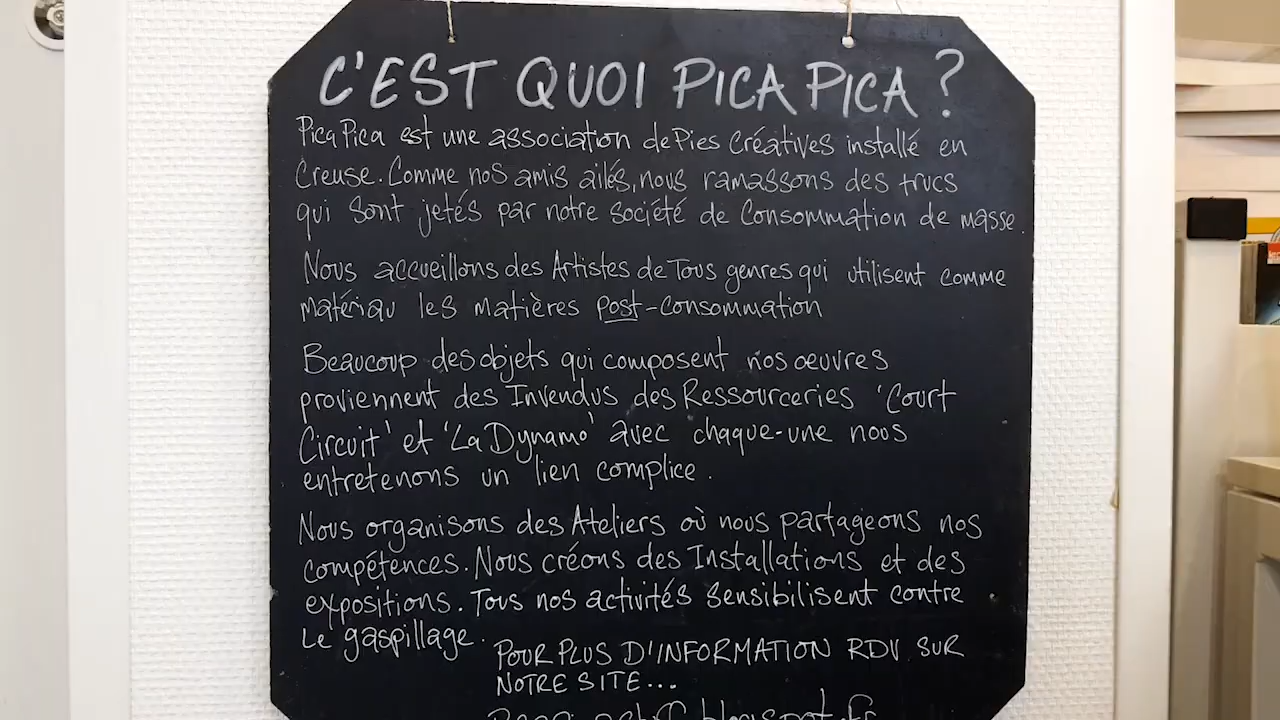 C'EST QUOI PICA PICA ?
Pica Pica est une association de Pies Créatives installé en
Creuse. Comme nos amis ailés, nous ramassons des trucs
qui sont jetés par notre société de Consommation de masse.
Nous accueillons des Artistes de Tous genres qui utilisent comme
matériau les matières post-consommation
Beaucoup des objets qui composent nos œuvres
proviennent des Invendus des Ressourceries 'Court
Circuit' et 'La Dynamo' avec chaque-une nous
entretenons un lien complice.
Nous organisons des Ateliers où nous partageons nos
compétences. Nous créons des Installations et des
expositions. Tous nos activités sensibilisent contre
le gaspillage.
POUR PLUS D'INFORMATION RDV SUR
NOTRE SITE...